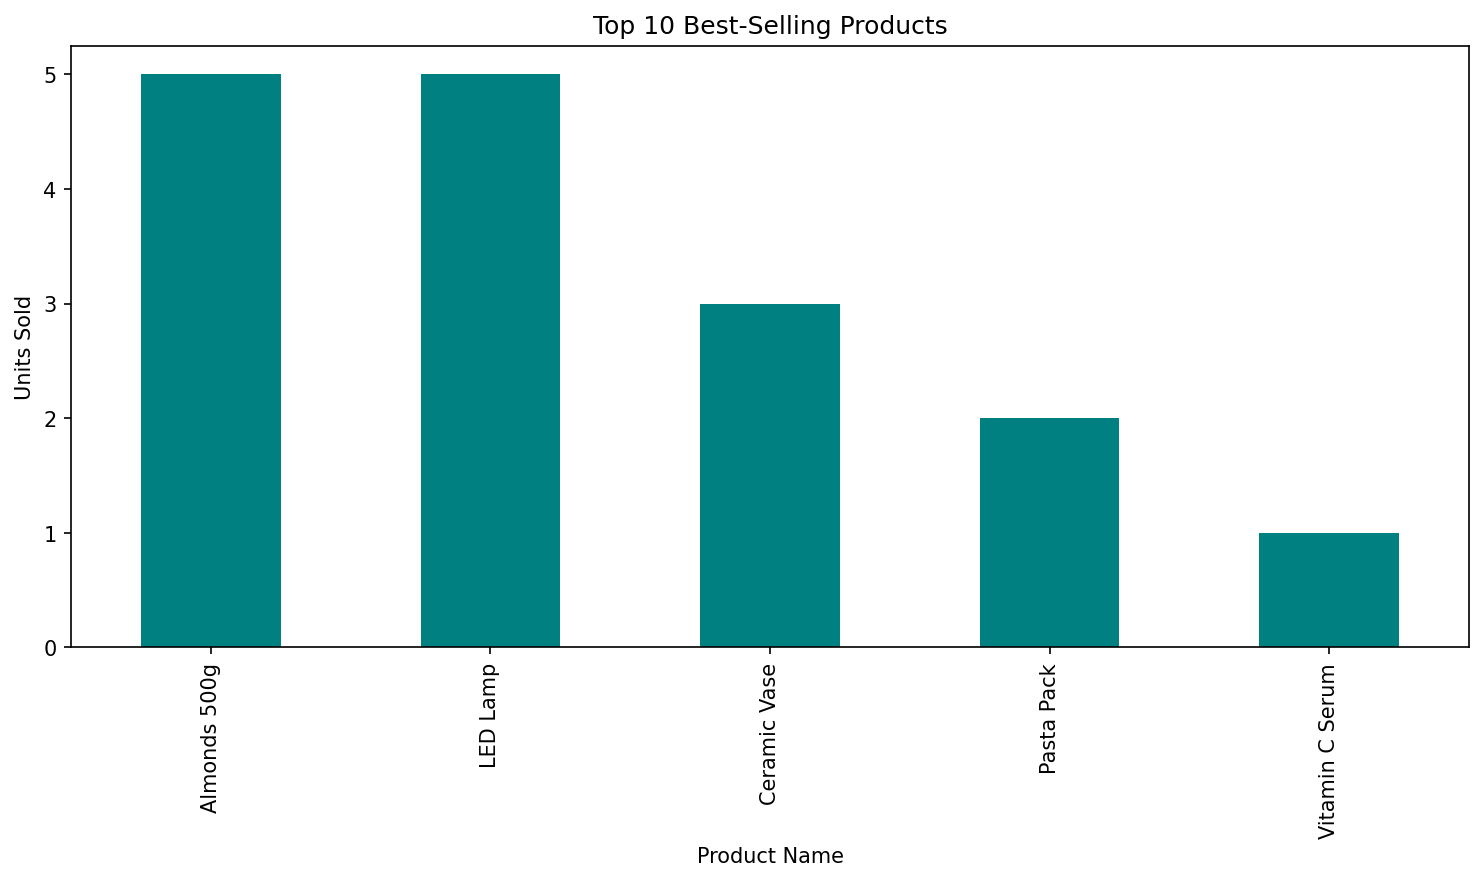 Top 10 Best-Selling Products
Units Sold
5
4
3
2
1
0
Almonds 500g
LED Lamp
Ceramic Vase
Pasta Pack
Vitamin C Serum
Product Name